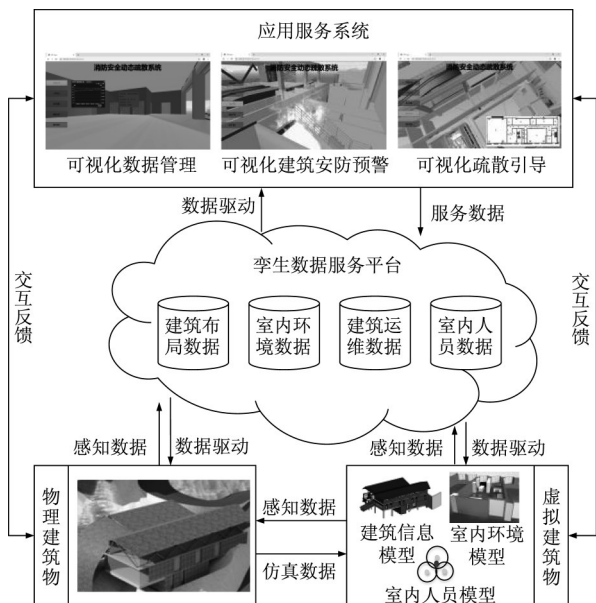 应用服务系统
消防安全动态疏散系统
消防安全动态疏散系统
消防安全动态疏散系统
可视化数据管理
可视化建筑安防预警
可视化疏散引导
数据驱动
服务数据
孪生数据服务平台
建筑布
局数据
室内环
境数据
建筑运
维数据
室内人
员数据
交互反馈
交互反馈
感知数据
数据驱动
感知数据
数据驱动
物理建筑物
感知数据
仿真数据
建筑信息
模型
室内环境
模型
室内人员模型
虚拟建筑物